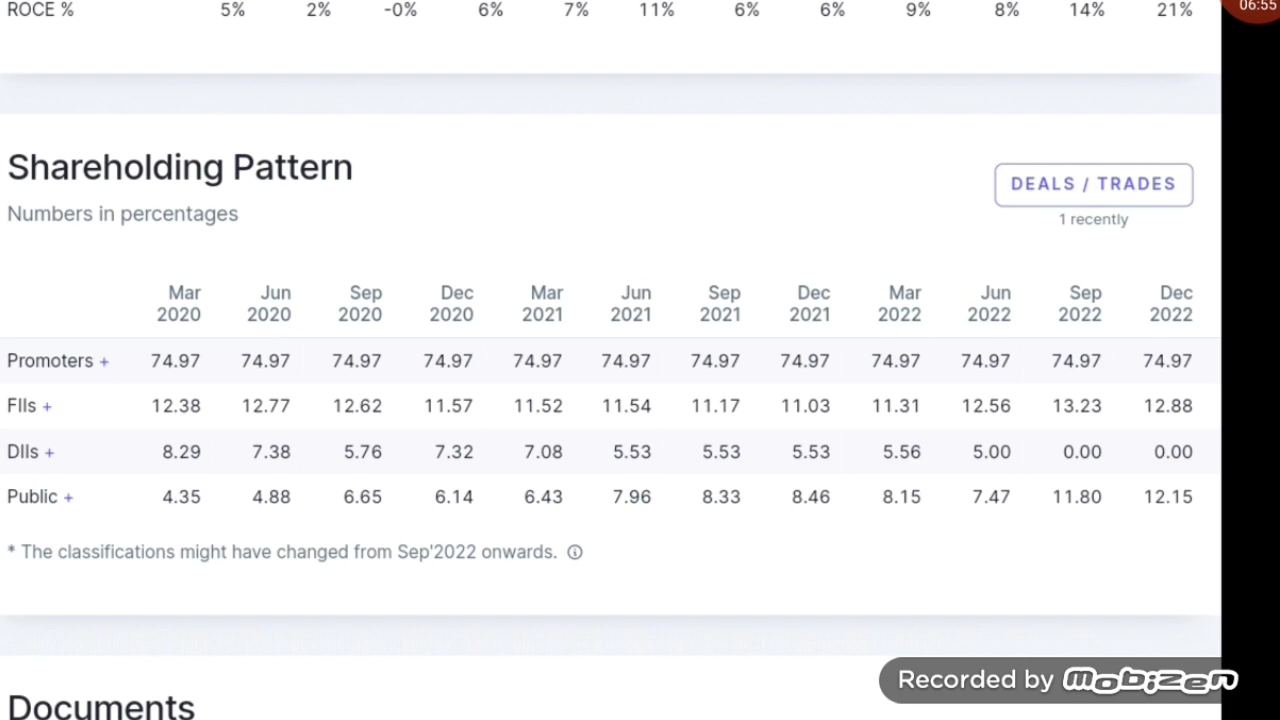 06:55
ROCE % 5% 2% -0% 6% 7% 11% 6% 6% 9% 8% 14% 21%
Shareholding Pattern
DEALS / TRADES
Numbers in percentages
1 recently
Mar 2020 Jun 2020 Sep 2020 Dec 2020 Mar 2021 Jun 2021 Sep 2021 Dec 2021 Mar 2022 Jun 2022 Sep 2022 Dec 2022
Promoters + 74.97 74.97 74.97 74.97 74.97 74.97 74.97 74.97 74.97 74.97 74.97 74.97
FIIs + 12.38 12.77 12.62 11.57 11.52 11.54 11.17 11.03 11.31 12.56 13.23 12.88
DIIs + 8.29 7.38 5.76 7.32 7.08 5.53 5.53 5.53 5.56 5.00 0.00 0.00
Public + 4.35 4.88 6.65 6.14 6.43 7.96 8.33 8.46 8.15 7.47 11.80 12.15
* The classifications might have changed from Sep'2022 onwards.
Recorded by mobizen
Documents